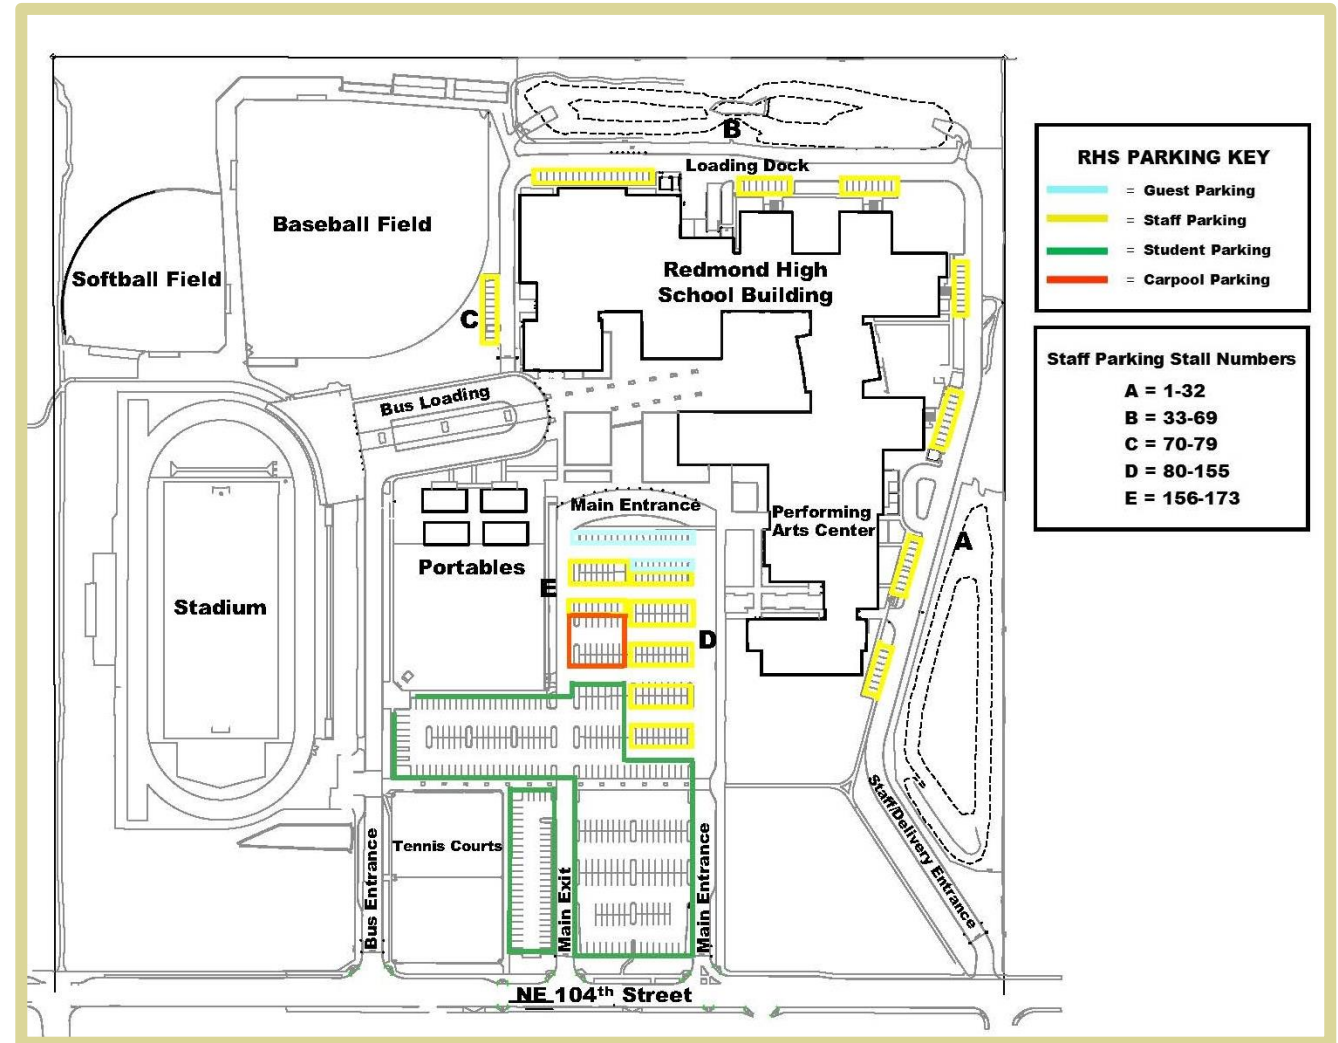 B
Loading Dock
Baseball Field
Softball Field
Redmond High
School Building
C
Bus Loading
Main Entrance
Performing
Arts Center
A
Portables
E
Stadium
D
Staff/Delivery Entrance
Tennis Courts
Bus Entrance
Main Exit
Main Entrance
NE 104th Street
RHS PARKING KEY
= Guest Parking
= Staff Parking
= Student Parking
= Carpool Parking
Staff Parking Stall Numbers
A = 1-32
B = 33-69
C = 70-79
D = 80-155
E = 156-173